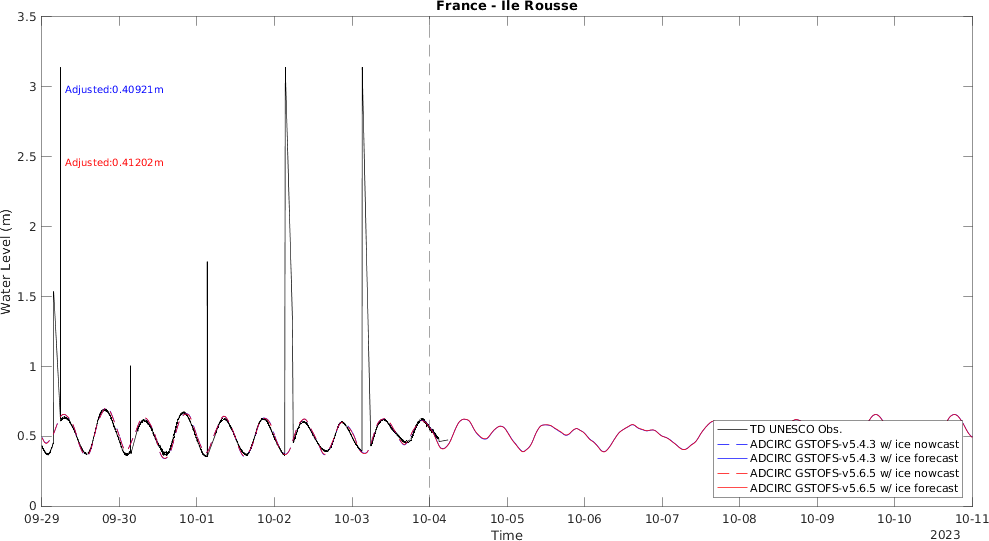 France - Ile Rousse
3.5
3
2.5
2
1.5
1
0.5
0
Water Level (m)
Adjusted:0.40921m
Adjusted:0.41202m
TD UNESCO Obs.
ADCIRC GSTOFS-v5.4.3 w/ ice nowcast
ADCIRC GSTOFS-v5.4.3 w/ ice forecast
ADCIRC GSTOFS-v5.6.5 w/ ice nowcast
ADCIRC GSTOFS-v5.6.5 w/ ice forecast
09-29 09-30 10-01 10-02 10-03 10-04 10-05 10-06 10-07 10-08 10-09 10-10 10-11
Time
2023